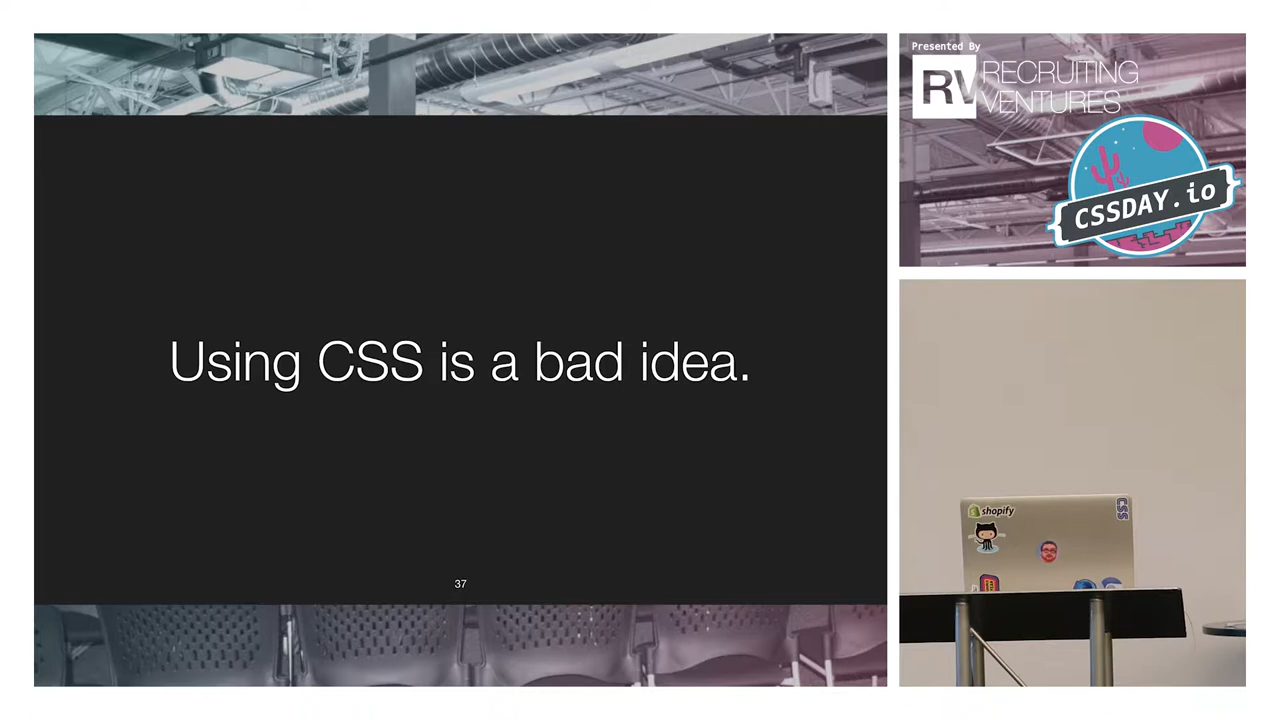 Using CSS is a bad idea.
37
Presented By
RV RECRUITING
VENTURES
{CSSDAY.io}
shopify
CSS